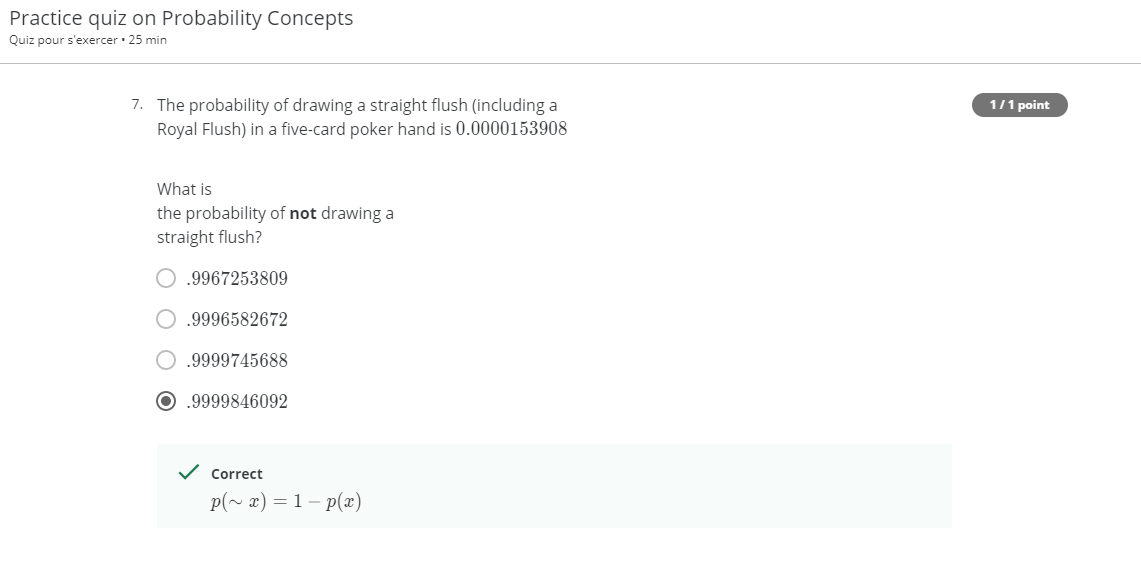 Practice quiz on Probability Concepts
Quiz pour s'exercer • 25 min
7. The probability of drawing a straight flush (including a
1 / 1 point
Royal Flush) in a five-card poker hand is 0.0000153908
What is
the probability of not drawing a
straight flush?
.9967253809
.9996582672
.9999745688
.9999846092
Correct
p(∼ x) = 1 − p(x)